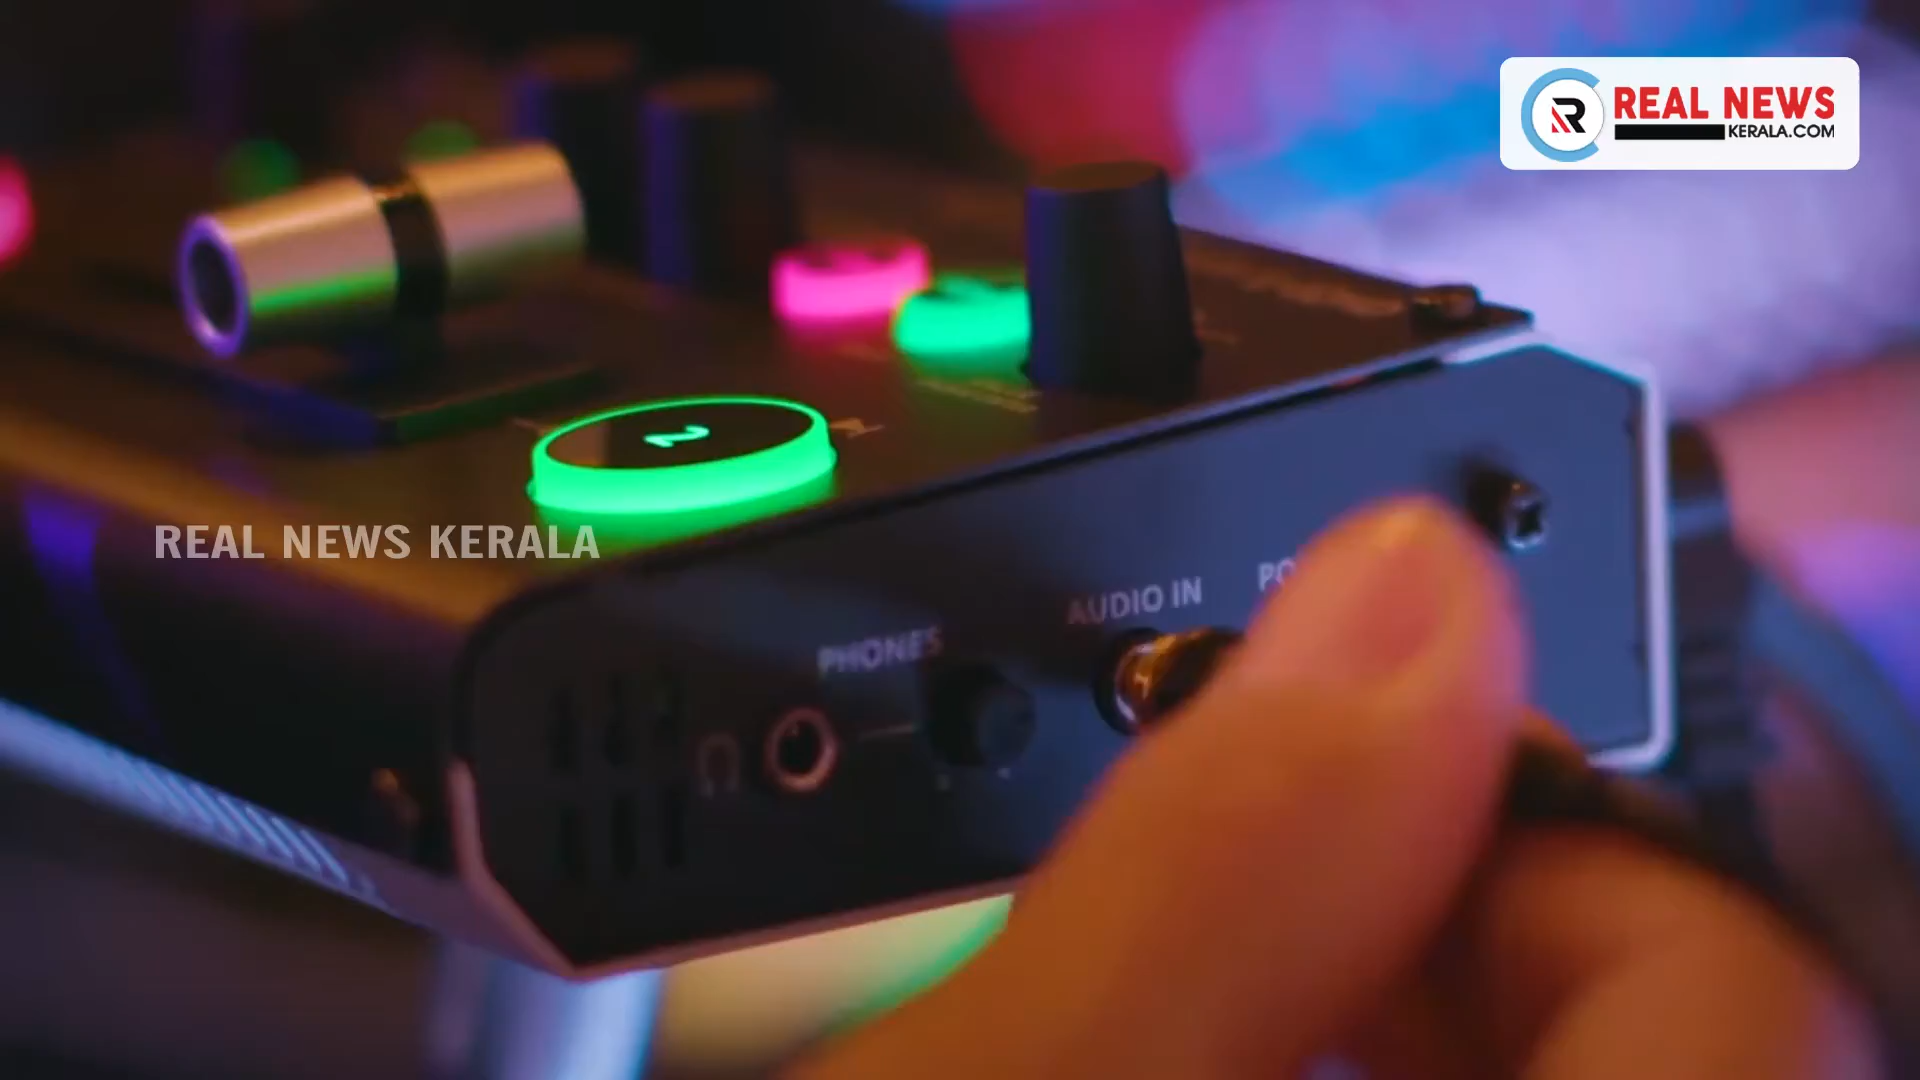 REAL NEWS
KERALA.COM
2
REAL NEWS KERALA
AUDIO IN
PHONES